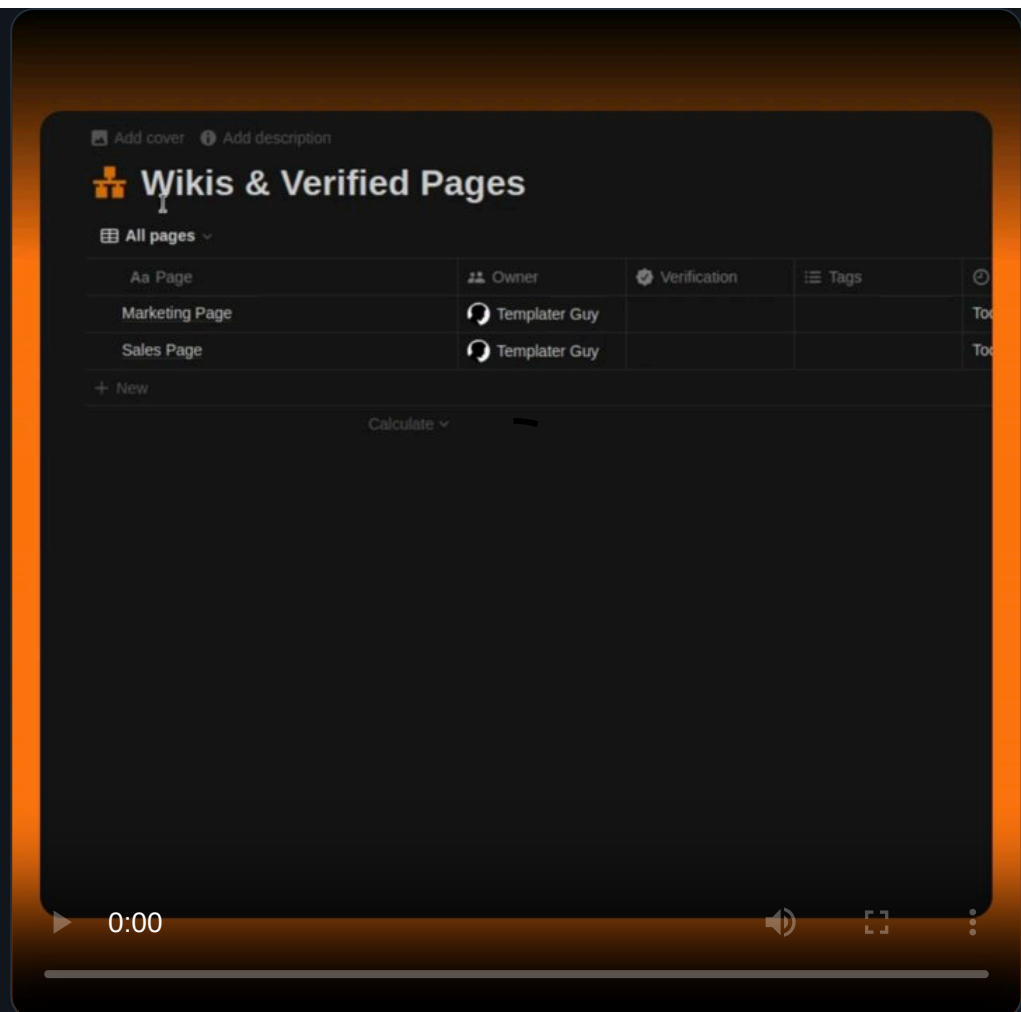 Add cover Add description
Wikis & Verified Pages
All pages
Aa Page Owner Verification Tags
Marketing Page Templater Guy
Sales Page Templater Guy
+ New
Calculate
0:00